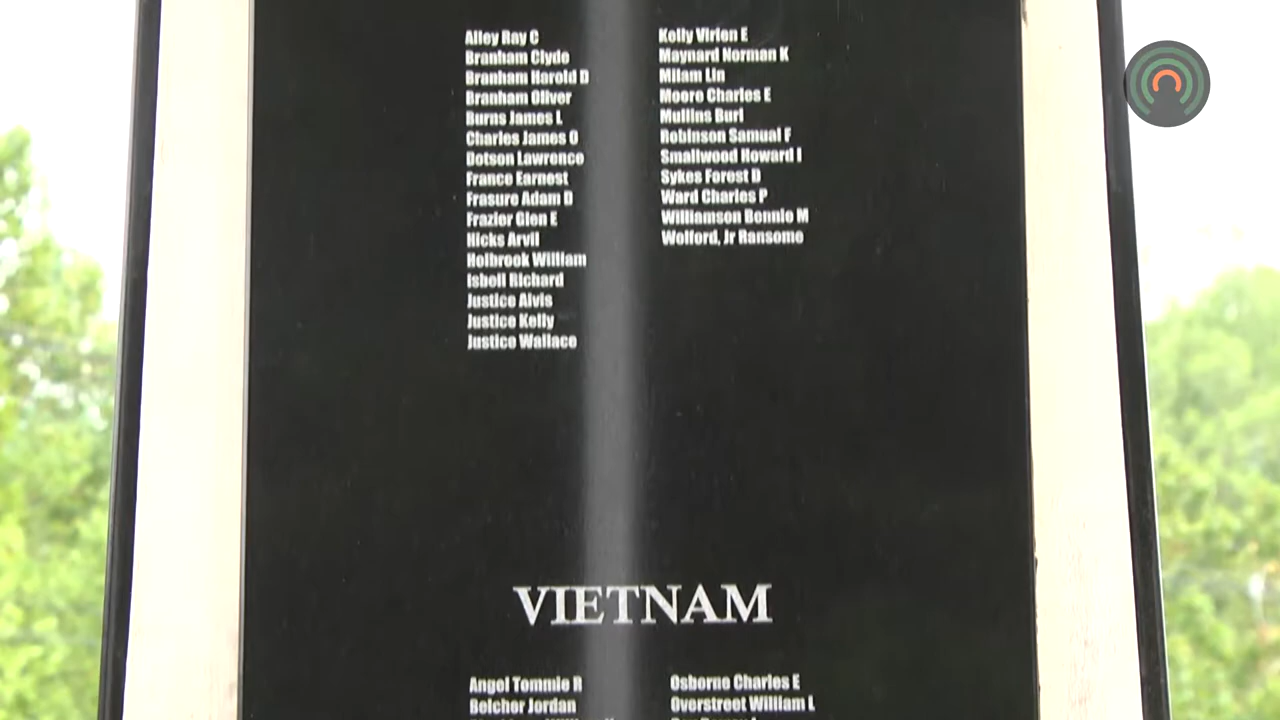 Alley Ray C
Branham Clyde
Branham Harold D
Branham Oliver
Burns James L
Charles James O
Dotson Lawrence
France Earnest
Frasure Adam D
Frazier Glen E
Hicks Arvil
Holbrook William
Isbell Richard
Justice Alvis
Justice Kelly
Justice Wallace
Kelly Virlen E
Maynard Norman K
Milam Lin
Moore Charles E
Mullins Burl
Robinson Samual F
Smallwood Howard I
Sykes Forest D
Ward Charles P
Williamson Bennie M
Wolford, Jr Ransome
VIETNAM
Angel Tommie R
Belcher Jordan
Osborne Charles E
Overstreet William L